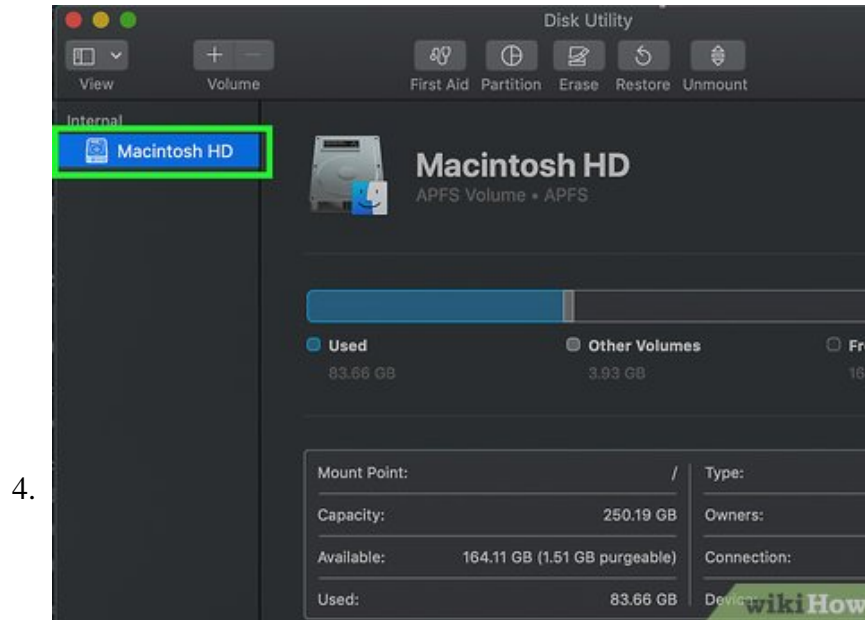 Disk Utility
View Volume First Aid Partition Erase Restore Unmount
Internal
Macintosh HD
Macintosh HD
APFS Volume • APFS
Used Other Volumes
83.66 GB 3.93 GB
4.
Mount Point: / Type:
Capacity: 250.19 GB Owners:
Available: 164.11 GB (1.51 GB purgeable) Connection:
Used: 83.66 GB
wikiHow